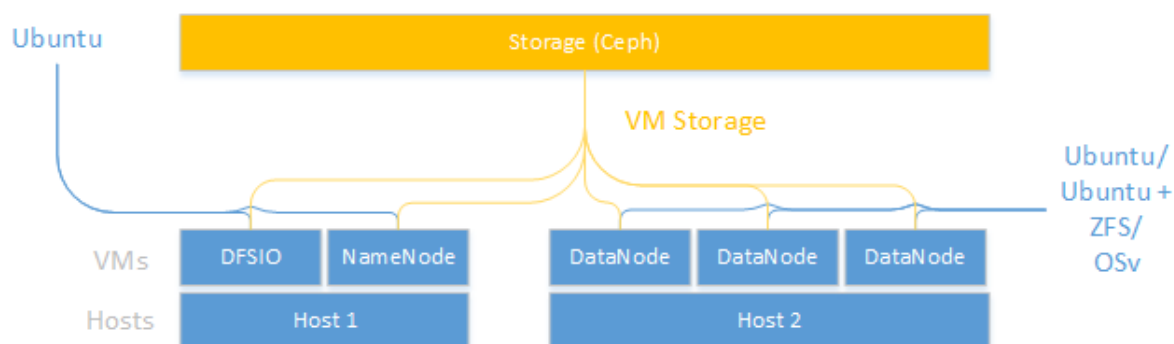 Ubuntu
Storage (Ceph)
VM Storage
Ubuntu/
Ubuntu +
ZFS/
OSv
VMs
DFSIO
NameNode
DataNode
DataNode
DataNode
Hosts
Host 1
Host 2